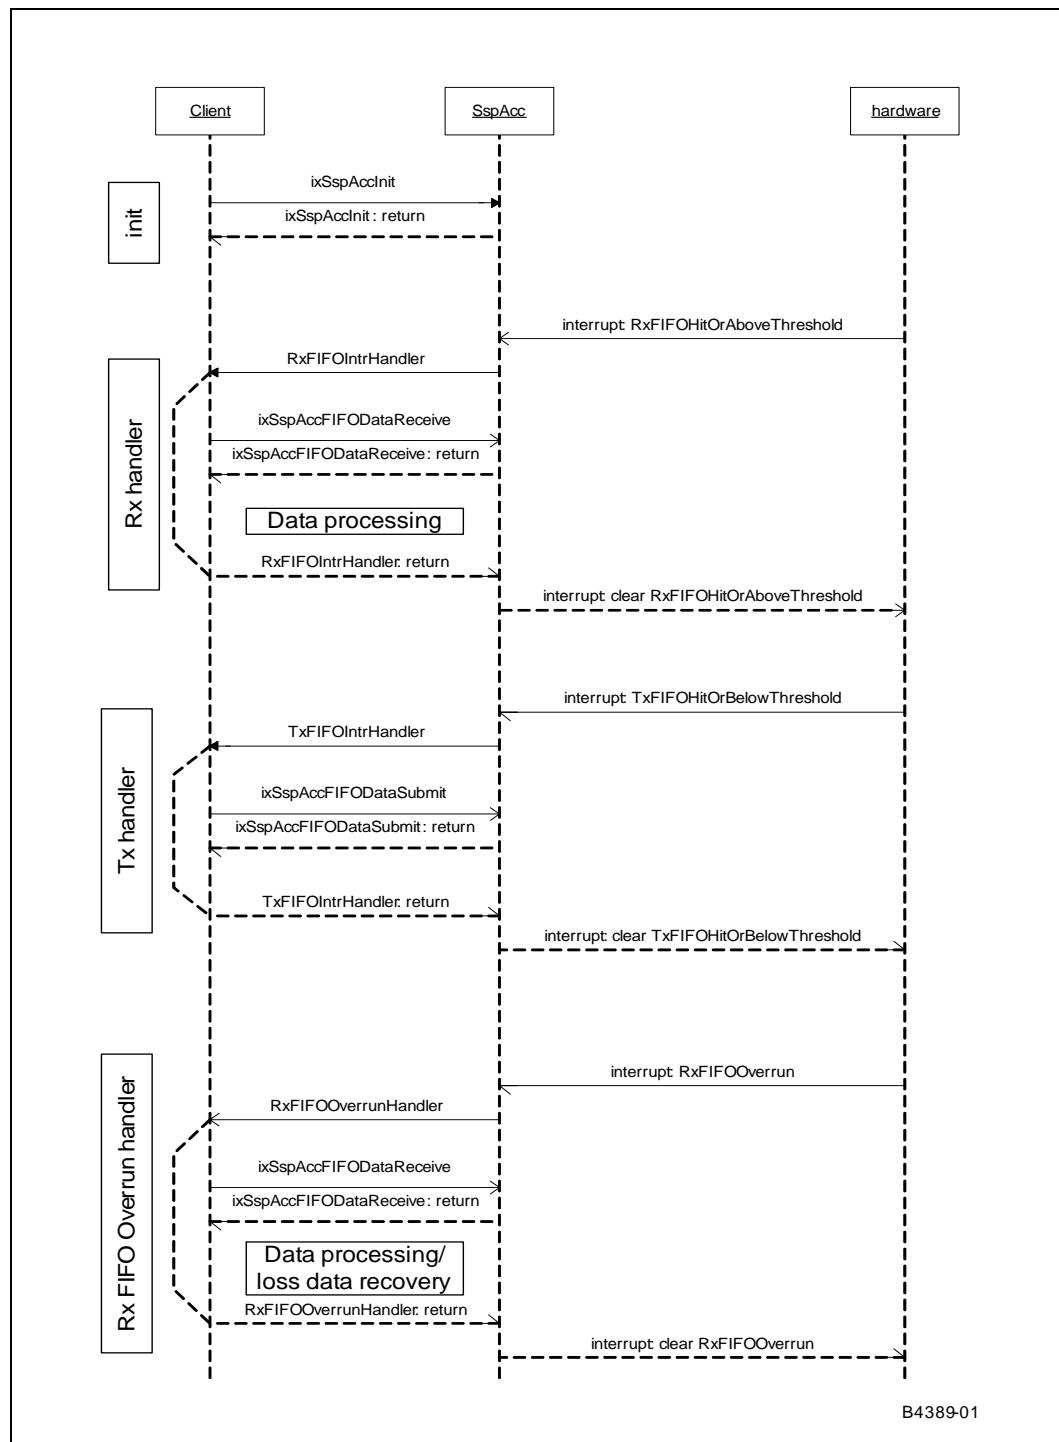 Client
SspAcc
hardware
init
ixSspAccInit
ixSspAccInit: return
interrupt: RxFIFOHitOrAboveThreshold
Rx handler
RxFIFOIntrHandler
ixSspAccFIFODataReceive
ixSspAccFIFODataReceive: return
Data processing
RxFIFOIntrHandler: return
interrupt: clear RxFIFOHitOrAboveThreshold
interrupt: TxFIFOHitOrBelowThreshold
Tx handler
TxFIFOIntrHandler
ixSspAccFIFODataSubmit
ixSspAccFIFODataSubmit: return
TxFIFOIntrHandler: return
interrupt: clear TxFIFOHitOrBelowThreshold
interrupt: RxFIFOOverrun
Rx FIFO Overrun handler
RxFIFOOverrunHandler
ixSspAccFIFODataReceive
ixSspAccFIFODataReceive: return
Data processing/
loss data recovery
RxFIFOOverrunHandler: return
interrupt: clear RxFIFOOverrun
B4389-01